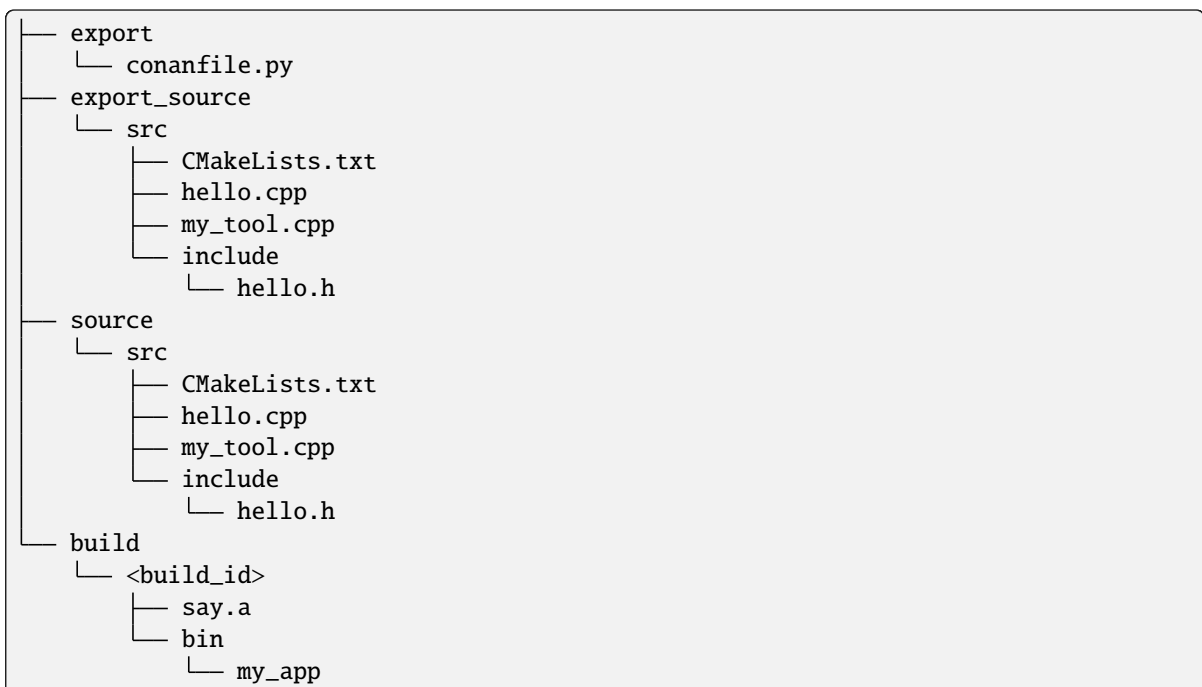 ├── export
│   └── conanfile.py
├── export_source
│   └── src
│       ├── CMakeLists.txt
│       ├── hello.cpp
│       ├── my_tool.cpp
│       └── include
│           └── hello.h
├── source
│   └── src
│       ├── CMakeLists.txt
│       ├── hello.cpp
│       ├── my_tool.cpp
│       └── include
│           └── hello.h
└── build
    └── <build_id>
        ├── say.a
        └── bin
            └── my_app